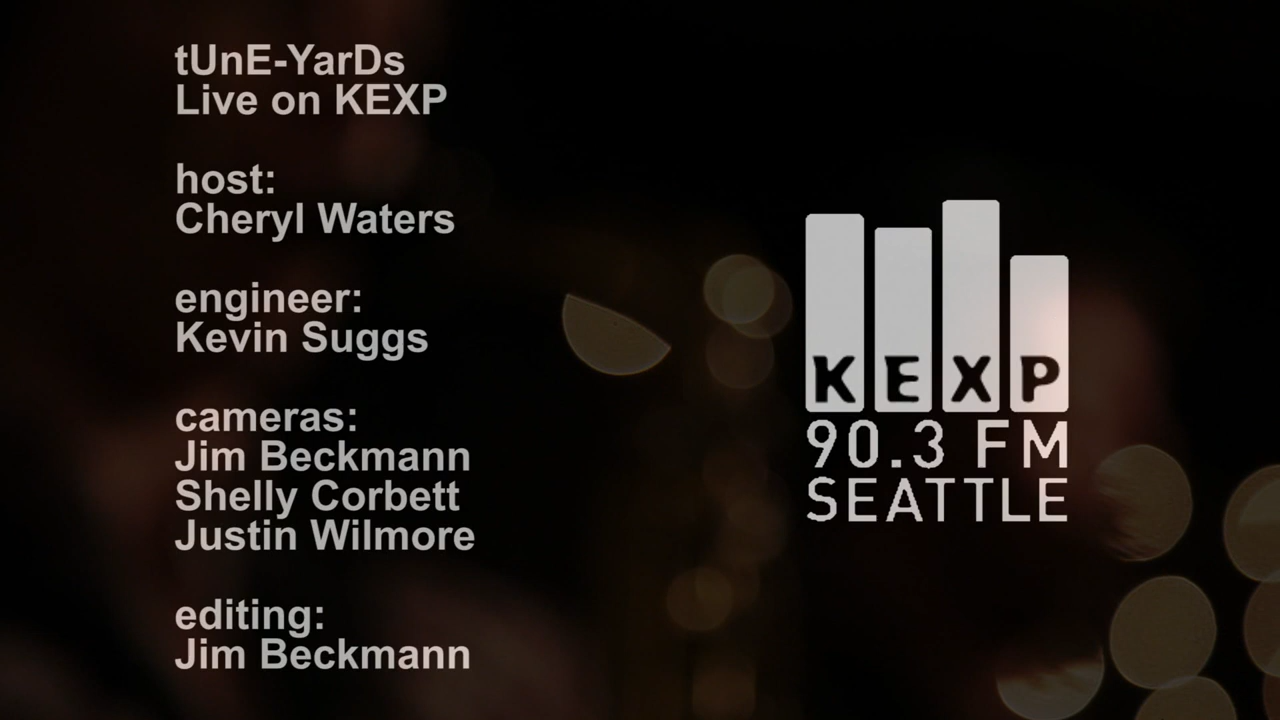 tUnE-YarDs
Live on KEXP
host:
Cheryl Waters
engineer:
Kevin Suggs
cameras:
Jim Beckmann
Shelly Corbett
Justin Wilmore
editing:
Jim Beckmann
KEXP
90.3 FM
SEATTLE